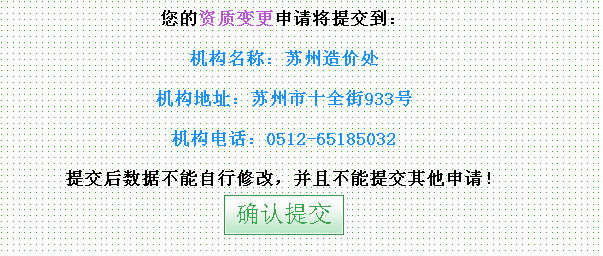 您的资质变更申请将提交到：
机构名称：苏州造价处
机构地址：苏州市十全街933号
机构电话：0512-65185032
提交后数据不能自行修改，并且不能提交其他申请！
确认提交